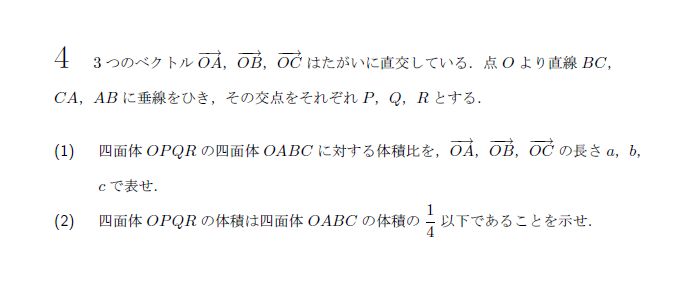 4 3 つのベクトル $\overrightarrow{OA}$, $\overrightarrow{OB}$, $\overrightarrow{OC}$ はたがいに直交している．点 $O$ より直線 $BC$,
$CA$, $AB$ に垂線をひき，その交点をそれぞれ $P$, $Q$, $R$ とする．
(1) 四面体 $OPQR$ の四面体 $OABC$ に対する体積比を，$\overrightarrow{OA}$, $\overrightarrow{OB}$, $\overrightarrow{OC}$ の長さ $a$, $b$,
$c$ で表せ．
(2) 四面体 $OPQR$ の体積は四面体 $OABC$ の体積の $\frac{1}{4}$ 以下であることを示せ．